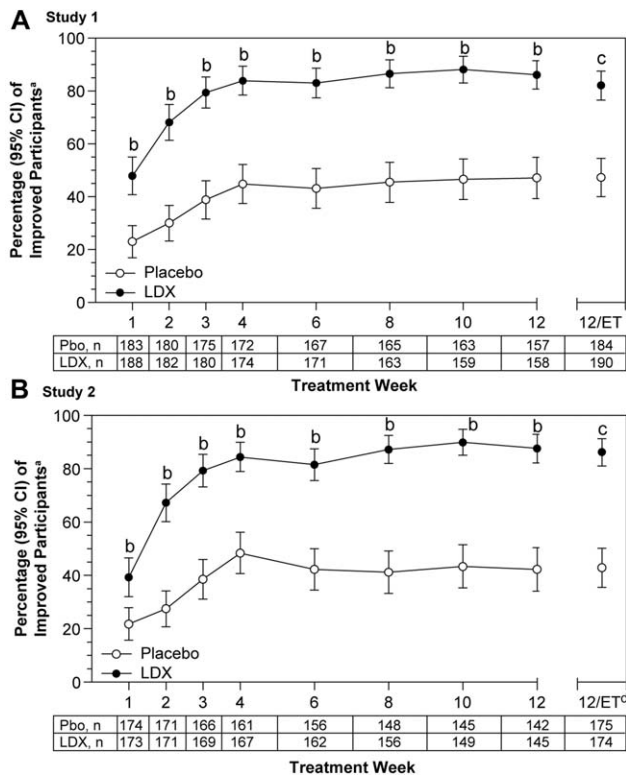 A Study 1
Percentage (95% CI) of
Improved Participantsᵃ
100
80
60
40
20
0
b b b b b b b b c
Placebo
LDX
1 2 3 4 6 8 10 12 12/ET
Pbo, n 183 180 175 172 167 165 163 157 184
LDX, n 188 182 180 174 171 163 159 158 190
Treatment Week
B Study 2
Percentage (95% CI) of
Improved Participantsᵃ
100
80
60
40
20
0
b b b b b b b b c
Placebo
LDX
1 2 3 4 6 8 10 12 12/ETᶜ
Pbo, n 174 171 166 161 156 148 145 142 175
LDX, n 173 171 169 167 162 156 149 145 174
Treatment Week